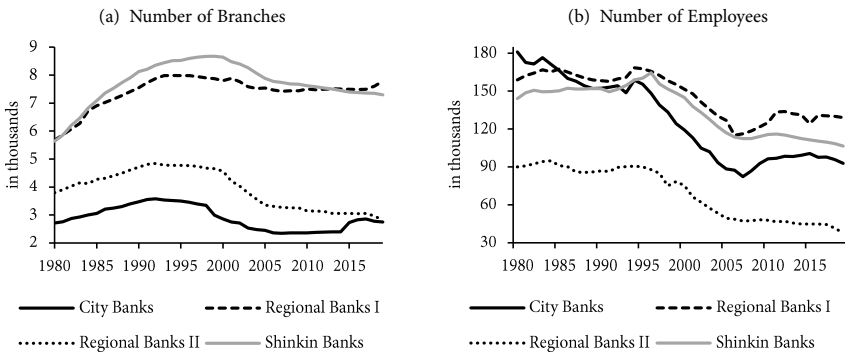 (a) Number of Branches
in thousands
9
8
7
6
5
4
3
2
1980 1985 1990 1995 2000 2005 2010 2015
City Banks
Regional Banks I
Regional Banks II
Shinkin Banks
(b) Number of Employees
in thousands
180
150
120
90
60
30
1980 1985 1990 1995 2000 2005 2010 2015
City Banks
Regional Banks I
Regional Banks II
Shinkin Banks